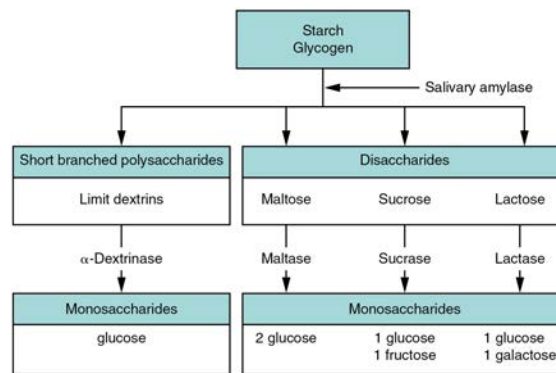 Starch
Glycogen
Salivary amylase
Short branched polysaccharides
Disaccharides
Limit dextrins
Maltose Sucrose Lactose
α-Dextrinase
Maltase Sucrase Lactase
Monosaccharides
Monosaccharides
glucose
2 glucose 1 glucose 1 glucose
1 fructose 1 galactose